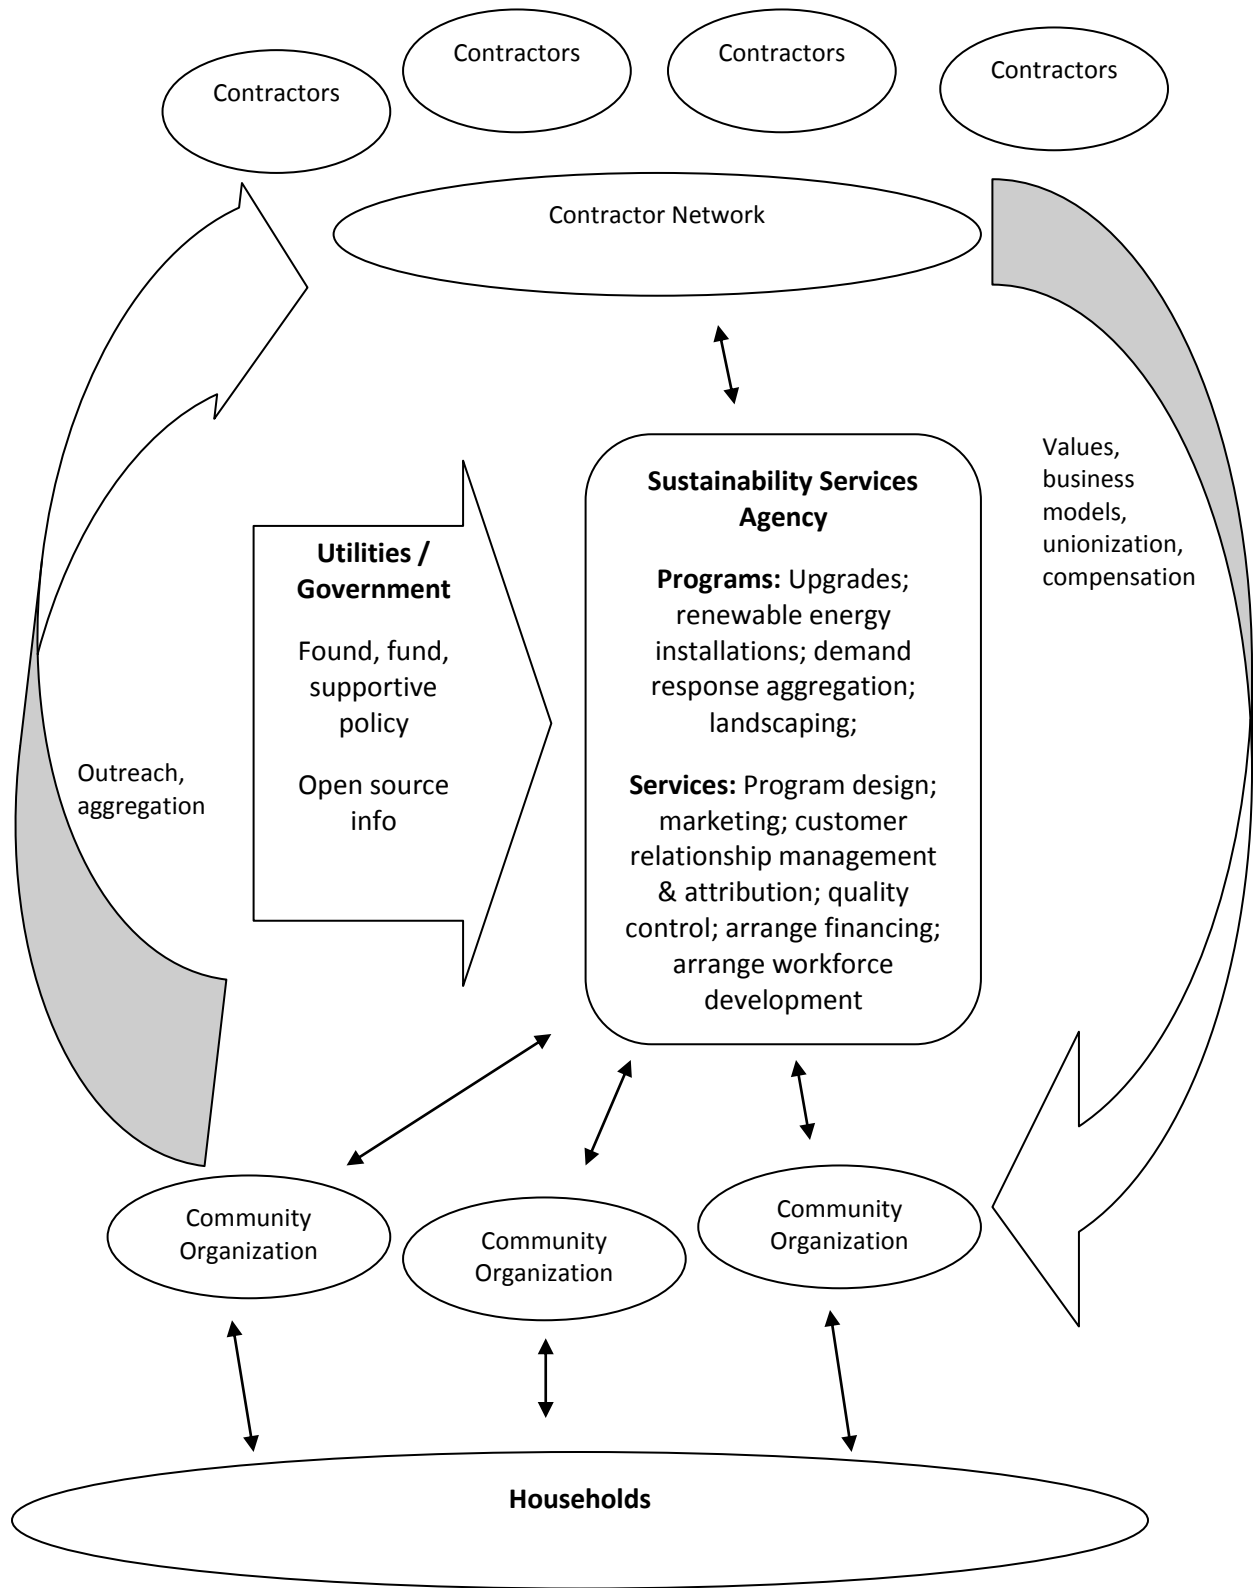 Contractors
Contractors
Contractors
Contractors
Contractor Network
Values,
business
models,
unionization,
compensation
Sustainability Services
Agency
Programs: Upgrades;
renewable energy
installations; demand
response aggregation;
landscaping;
Services: Program design;
marketing; customer
relationship management
& attribution; quality
control; arrange financing;
arrange workforce
development
Utilities /
Government
Found, fund,
supportive
policy
Open source
info
Outreach,
aggregation
Community
Organization
Community
Organization
Community
Organization
Households